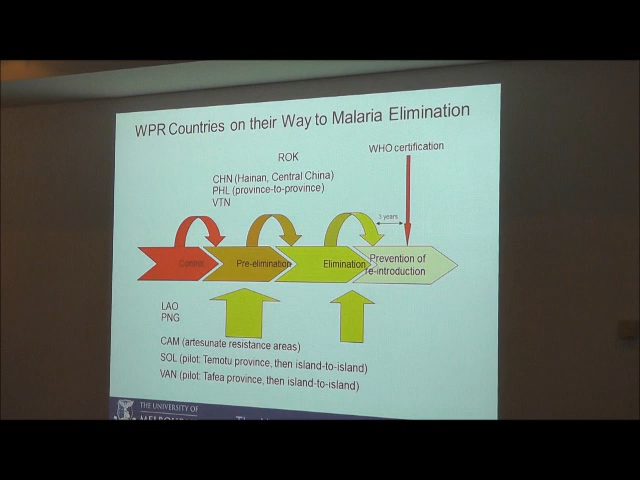 WPR Countries on their Way to Malaria Elimination
ROK
WHO certification
CHN (Hainan, Central China)
PHL (province-to-province)
VTN
3 years
Control
Pre-elimination
Elimination
Prevention of
re-introduction
LAO
PNG
CAM (artesunate resistance areas)
SOL (pilot: Temotu province, then island-to-island)
VAN (pilot: Tafea province, then island-to-island)
THE UNIVERSITY OF